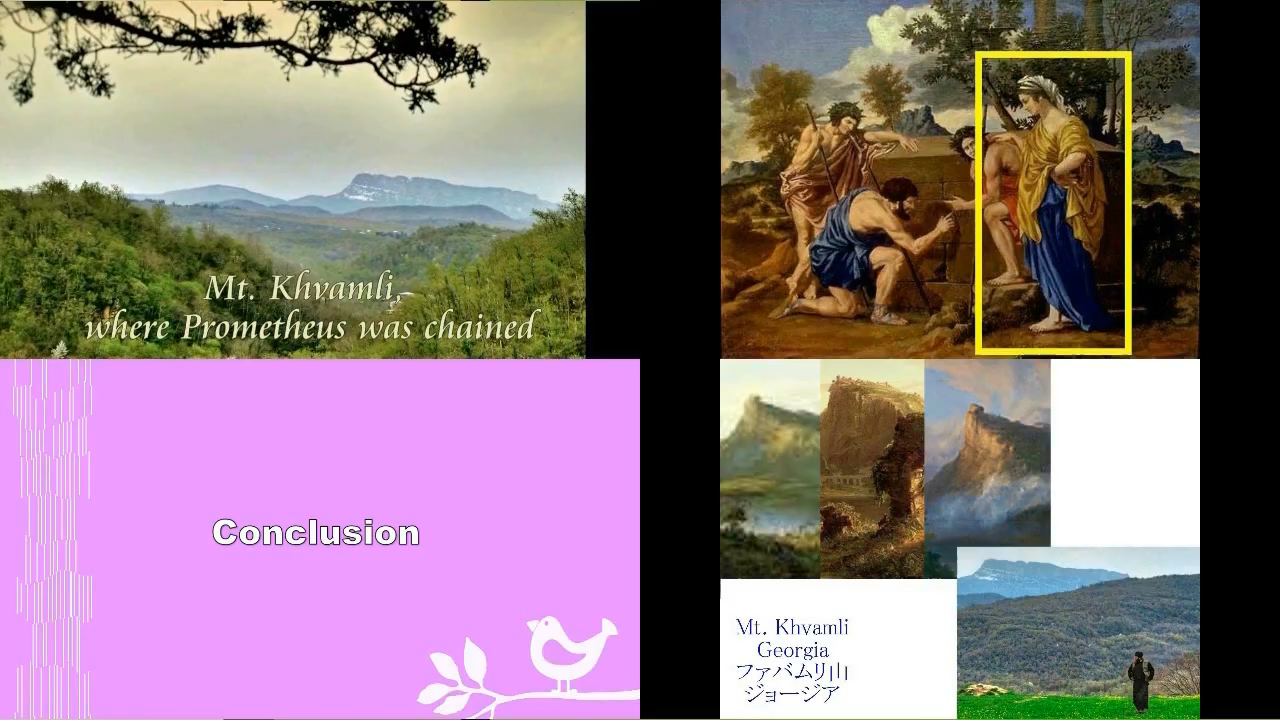 Mt. Khvamli,
where Prometheus was chained
Conclusion
Mt. Khvamli
Georgia
ファバムリ山
ジョージア